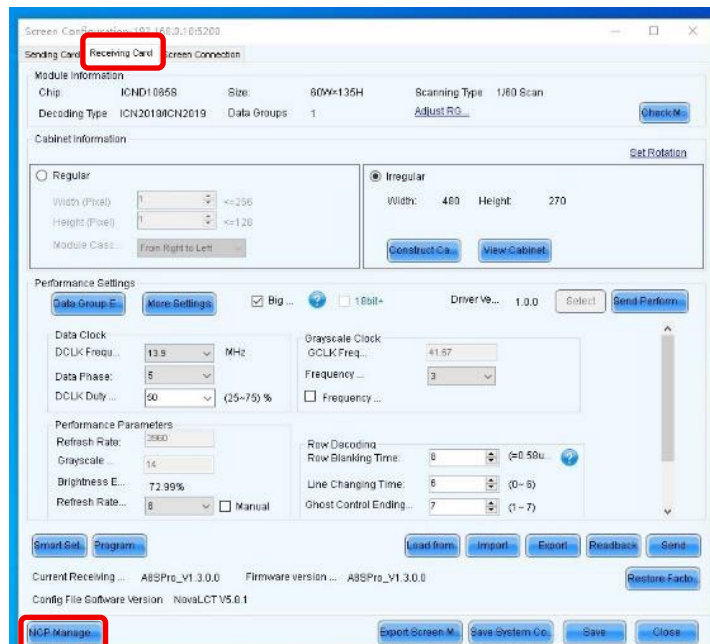 Screen Configuration-192.168.0.10:5200
Sending Card Receiving Card Screen Connection
Module Information
Chip: ICND1065S Size: 60W×135H Scanning Type 1/60 Scan
Decoding Type ICN2018/ICN2019 Data Groups 1 Adjust RG... Check M...
Cabinet Information
Set Rotation
Regular Irregular
Width (Pixel) 1 <=256 Width: 480 Height: 270
Height (Pixel) 1 <=128
Module Casc... From Right to Left Construct Ca... View Cabinet
Performance Settings
Data Group E... More Settings Big ... ? 18bit+ Driver Ve... 1.0.0 Select Send Perform...
Data Clock Grayscale Clock
DCLK Frequ... 13.9 MHz GCLK Freq... 41.67
Data Phase: 5 Frequency ... 3
DCLK Duty ... 50 (25~75) % Frequency ...
Performance Parameters
Refresh Rate: 3960 Row Decoding
Grayscale ... 14 Row Blanking Time: 8 (=0.58u... ?
Brightness E... 72.99% Line Changing Time: 6 (0~6)
Refresh Rate... 8 Manual Ghost Control Ending... 7 (1~7)
Smart Set... Program Load from Import Export Readback Send
Current Receiving ... A8SPro_V1.3.0.0 Firmware version ... A8SPro_V1.3.0.0 Restore Facto...
Config File Software Version NovaLCT V5.8.1
NCP Manage... Export Screen M... Save System Co... Save Close